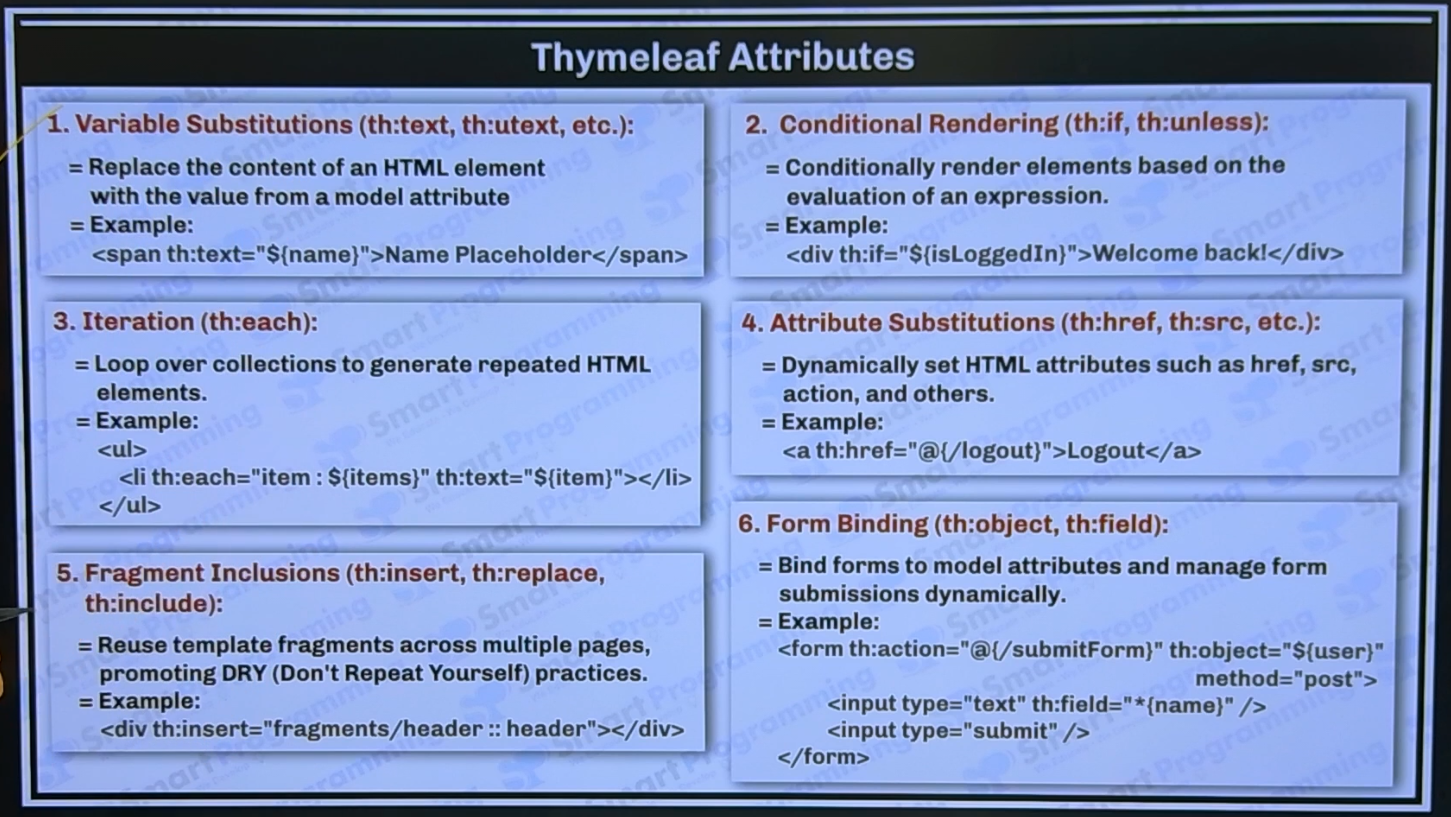 Thymeleaf Attributes
1. Variable Substitutions (th:text, th:utext, etc.):
= Replace the content of an HTML element
with the value from a model attribute
= Example:
<span th:text="${name}">Name Placeholder</span>
2. Conditional Rendering (th:if, th:unless):
= Conditionally render elements based on the
evaluation of an expression.
= Example:
<div th:if="${isLoggedIn}">Welcome back!</div>
3. Iteration (th:each):
= Loop over collections to generate repeated HTML
elements.
= Example:
<ul>
<li th:each="item : ${items}" th:text="${item}"></li>
</ul>
4. Attribute Substitutions (th:href, th:src, etc.):
= Dynamically set HTML attributes such as href, src,
action, and others.
= Example:
<a th:href="@{/logout}">Logout</a>
5. Fragment Inclusions (th:insert, th:replace,
th:include):
= Reuse template fragments across multiple pages,
promoting DRY (Don't Repeat Yourself) practices.
= Example:
<div th:insert="fragments/header :: header"></div>
6. Form Binding (th:object, th:field):
= Bind forms to model attributes and manage form
submissions dynamically.
= Example:
<form th:action="@{/submitForm}" th:object="${user}"
method="post">
<input type="text" th:field="*{name}" />
<input type="submit" />
</form>
Smart Programming